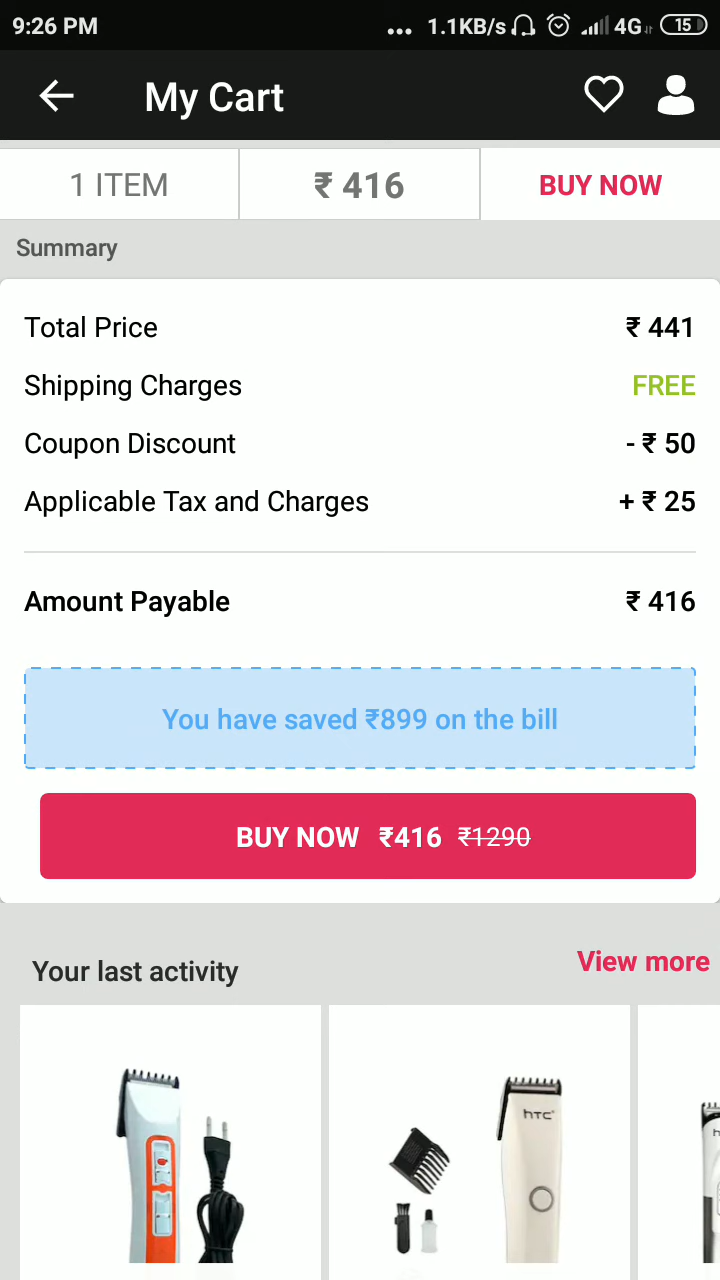 9:26 PM ... 1.1KB/s 4G 15
My Cart
1 ITEM ₹ 416 BUY NOW
Summary
Total Price ₹ 441
Shipping Charges FREE
Coupon Discount - ₹ 50
Applicable Tax and Charges + ₹ 25
Amount Payable ₹ 416
You have saved ₹899 on the bill
BUY NOW ₹416 ₹1290
Your last activity View more
hTC